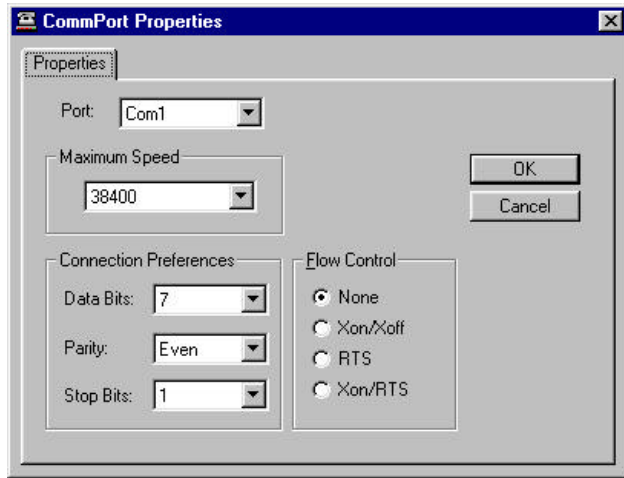 CommPort Properties
Properties
Port: Com1
Maximum Speed
38400
OK
Cancel
Connection Preferences
Data Bits: 7
Parity: Even
Stop Bits: 1
Flow Control
None
Xon/Xoff
RTS
Xon/RTS